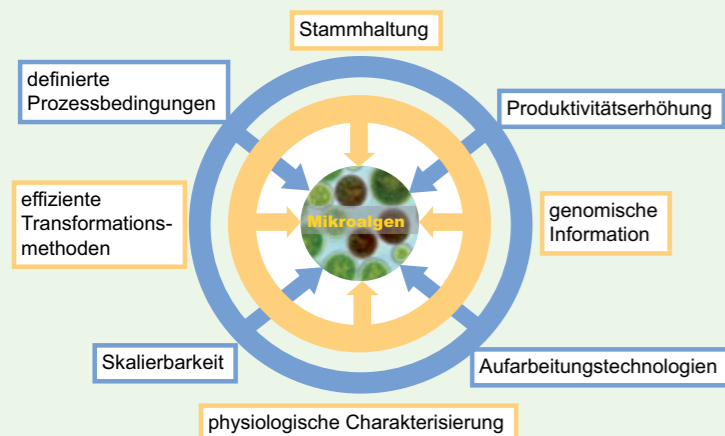 Stammhaltung
definierte
Prozessbedingungen
Produktivitätserhöhung
effiziente
Transformations-
methoden
Mikroalgen
genomische
Information
Skalierbarkeit
Aufarbeitungstechnologien
physiologische Charakterisierung